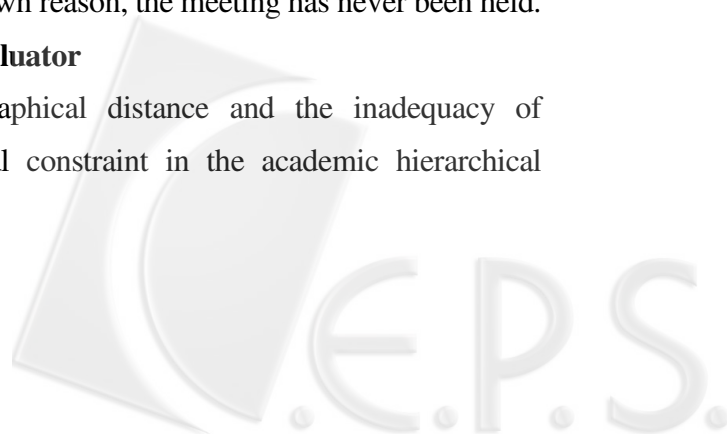 wn reason, the meeting has never been held.
luator
aphical distance and the inadequacy of
l constraint in the academic hierarchical
C.E.P.S.